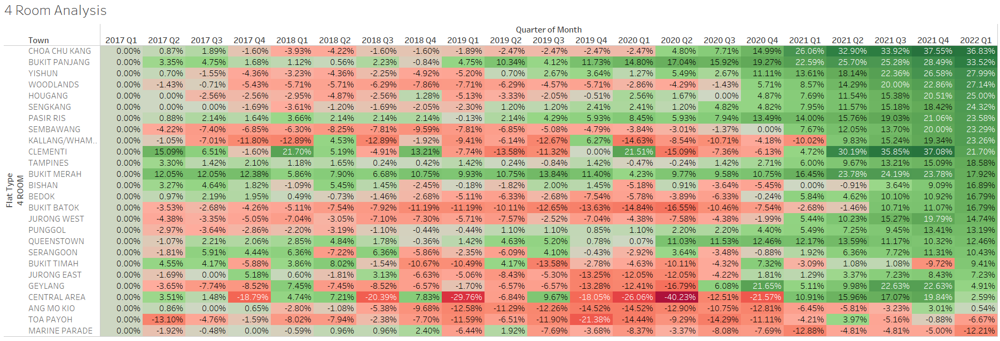 4 Room Analysis
Quarter of Month
Town 2017 Q1 2017 Q2 2017 Q3 2017 Q4 2018 Q1 2018 Q2 2018 Q3 2018 Q4 2019 Q1 2019 Q2 2019 Q3 2019 Q4 2020 Q1 2020 Q2 2020 Q3 2020 Q4 2021 Q1 2021 Q2 2021 Q3 2021 Q4 2022 Q1
Flat Type
4 ROOM
CHOA CHU KANG 0.00% 0.87% 1.89% -1.60% -3.93% -4.22% -1.60% -1.60% -1.89% -2.47% -2.47% -2.47% -2.47% 4.80% 7.71% 14.99% 26.06% 32.90% 33.92% 37.55% 36.83%
BUKIT PANJANG 0.00% 3.35% 4.75% 1.68% 1.12% 0.56% 2.23% -0.84% 4.75% 10.34% 4.12% 11.73% 14.80% 17.04% 15.92% 19.27% 22.59% 25.70% 25.28% 28.49% 33.52%
YISHUN 0.00% 0.70% -1.55% -4.36% -3.23% -4.36% -2.25% -4.92% -5.20% 0.70% 2.67% 3.64% 1.27% 5.49% 2.67% 11.11% 13.61% 18.14% 22.36% 26.58% 27.99%
WOODLANDS 0.00% -1.43% -0.71% -5.43% -5.71% -5.71% -6.29% -7.86% -7.71% -6.29% -4.57% -5.71% -2.86% -4.29% -1.43% 5.71% 8.57% 14.29% 20.00% 22.86% 27.14%
HOUGANG 0.00% 0.00% -2.56% -2.56% -2.95% -4.87% -2.56% 1.28% -5.13% -3.33% -2.05% -0.51% 2.56% 1.67% 0.00% 4.87% 7.69% 11.54% 15.38% 20.51% 25.00%
SENGKANG 0.00% 0.00% 0.00% -1.69% -3.61% -1.20% -1.69% -2.05% -2.30% 1.20% 1.20% 2.41% 2.41% 1.20% 4.82% 4.82% 7.95% 11.57% 15.18% 18.42% 24.32%
PASIR RIS 0.00% 0.88% 2.14% 1.64% 3.66% 2.14% 2.14% 2.14% -0.13% 2.14% 4.29% 5.93% 8.45% 5.93% 7.94% 13.49% 14.00% 15.76% 19.03% 21.06% 23.58%
SEMBAWANG 0.00% -4.22% -7.40% -6.85% -6.30% -8.25% -7.81% -9.59% -7.81% -6.85% -5.08% -4.79% -3.84% -3.01% -1.37% 0.00% 7.67% 12.05% 13.70% 20.00% 23.29%
KALLANG/WHAM.. 0.00% -1.05% -7.01% -11.80% -12.89% 4.53% -12.89% -1.92% -9.41% -6.14% -12.67% 6.27% -14.63% -8.54% -10.71% -4.18% -10.02% 9.83% 15.24% 19.34% 23.26%
CLEMENTI 0.00% 15.09% 6.51% -1.60% 21.70% 5.19% -4.91% 13.21% -7.74% -13.58% -11.32% 0.00% 21.51% -15.09% -7.36% -6.13% 4.72% 30.19% 35.85% 37.08% 21.70%
TAMPINES 0.00% 3.30% 1.42% 2.10% 1.18% 1.65% 0.24% 0.42% 1.42% 0.24% -0.84% 1.42% -0.47% -0.24% 1.42% 2.71% 6.00% 9.67% 13.21% 15.09% 18.58%
BUKIT MERAH 0.00% 12.05% 12.05% 12.38% 5.86% 7.90% 6.68% 10.75% 9.93% 10.75% 13.84% 11.40% 4.23% 9.77% 9.58% 10.75% 16.45% 23.78% 24.19% 23.78% 17.92%
BISHAN 0.00% 3.27% 4.64% 1.82% -1.09% 5.45% 1.45% -2.45% -0.18% -1.82% 2.00% 1.45% -5.18% 0.91% -3.64% -5.45% 0.00% -0.91% 3.64% 9.09% 16.89%
BEDOK 0.00% 0.97% 2.19% 1.95% 0.49% -0.73% -1.46% -2.68% -5.11% -6.33% -2.68% -7.54% -5.78% -3.89% -6.33% -0.24% 5.84% 4.62% 10.10% 10.92% 16.79%
BUKIT BATOK 0.00% -3.53% -2.68% -4.26% -5.11% -7.54% -7.92% -11.19% -11.19% -10.11% -12.65% -13.63% -14.84% -16.55% -10.46% -7.54% -2.68% -1.46% 10.71% 11.07% 16.79%
JURONG WEST 0.00% -4.38% -3.35% -5.05% -7.04% -3.05% -7.10% -7.30% -5.71% -7.57% -2.52% -7.04% -4.38% -7.58% -4.38% -1.99% 5.44% 10.23% 15.27% 19.79% 14.74%
PUNGGOL 0.00% -2.97% -3.64% -2.86% -2.20% -3.19% -1.10% -0.44% -0.44% 1.10% 1.10% 0.85% 1.10% 2.20% 2.20% 4.40% 5.49% 7.25% 9.45% 13.41% 13.19%
QUEENSTOWN 0.00% -1.07% 2.21% 2.06% 2.85% 4.84% 1.78% -0.36% 1.42% 4.63% 5.20% 0.78% 0.07% 11.03% 11.53% 12.46% 12.17% 13.59% 11.17% 10.32% 12.46%
SERANGOON 0.00% -1.81% 5.91% 4.44% 6.36% -7.22% 6.36% -5.86% -2.35% -6.09% 4.10% -0.43% -2.92% 3.64% -3.48% -0.88% 1.92% 6.36% 7.72% 11.31% 10.43%
BUKIT TIMAH 0.00% 4.55% 4.17% -5.88% 3.86% 8.02% -1.54% -10.67% -10.49% 4.17% -13.58% -2.78% -4.63% -10.11% -4.32% 7.32% -3.09% 1.08% 1.08% -9.72% 9.41%
JURONG EAST 0.00% -1.69% 0.00% 5.18% 0.60% -1.81% 3.13% -6.63% -5.06% -8.43% -5.30% -13.25% -12.05% -12.05% -4.22% 1.81% 1.29% 3.37% 7.23% 8.43% 7.23%
GEYLANG 0.00% -3.65% -7.74% -8.52% 7.45% -7.45% -8.52% -6.57% -1.70% -6.57% -6.57% -13.28% -12.41% -16.79% 6.08% 21.65% 5.11% 9.98% 22.63% 22.63% 4.91%
CENTRAL AREA 0.00% 3.51% 1.48% -18.79% 4.74% 7.21% -20.39% 7.83% -29.76% -6.84% 9.67% -18.05% -26.06% -40.23% -12.51% -21.57% 10.91% 15.96% 17.07% 19.84% 2.59%
ANG MO KIO 0.00% 0.86% 0.00% 0.65% -2.80% -1.08% -5.38% -9.68% -12.58% -11.29% -12.26% -14.52% -14.52% -12.90% -10.75% -12.81% -6.45% -5.81% -3.23% 3.01% 0.54%
TOA PAYOH 0.00% -13.10% -4.76% -1.59% -8.02% -7.94% -2.38% -7.70% -11.59% -6.51% -11.90% -21.38% -14.44% -9.29% -14.29% -11.11% -4.21% 3.97% -5.16% -0.88% -6.67%
MARINE PARADE 0.00% -1.92% -0.48% 0.00% -0.59% 0.96% 0.96% 2.40% -6.44% 1.92% -7.69% -3.68% -8.37% -3.37% -8.08% -7.69% -12.88% -4.81% -4.81% -5.00% -12.21%